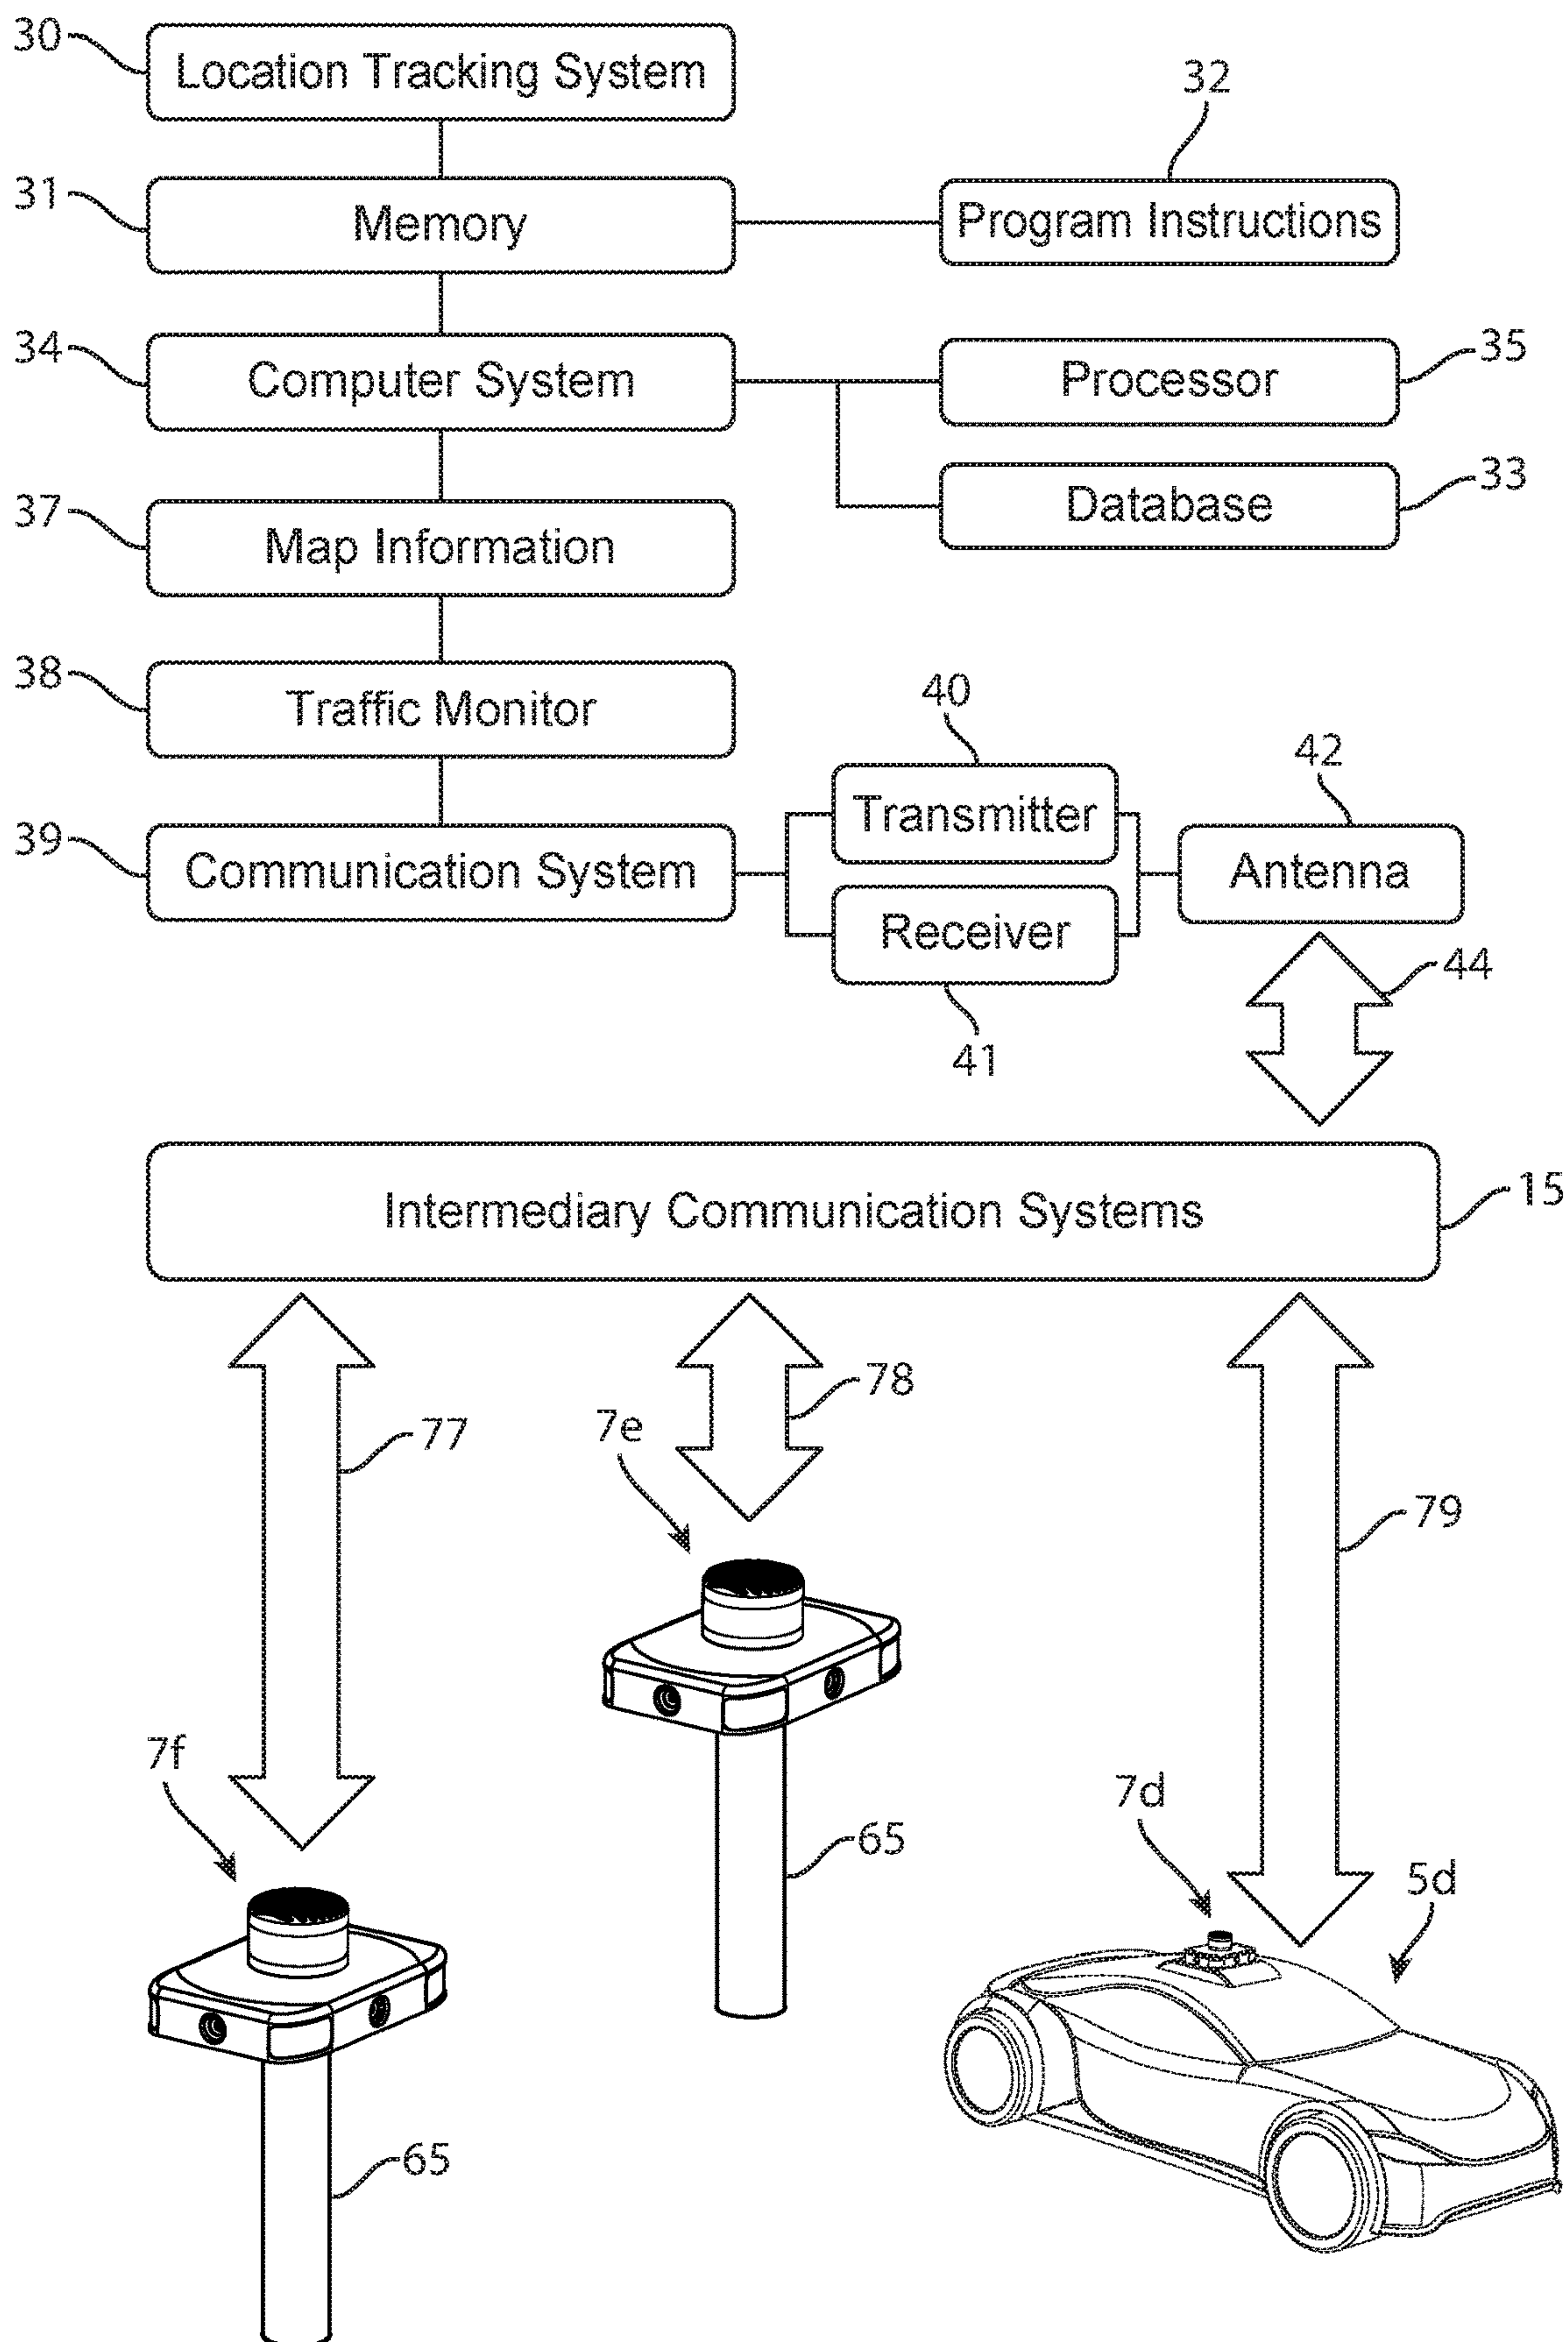 30
Location Tracking System
32
31
Memory
Program Instructions
34
Computer System
Processor
35
37
Map Information
Database
33
38
Traffic Monitor
40
Transmitter
42
39
Communication System
Antenna
Receiver
44
41
Intermediary Communication Systems
15
77
78
7e
79
7f
7d
65
5d
65